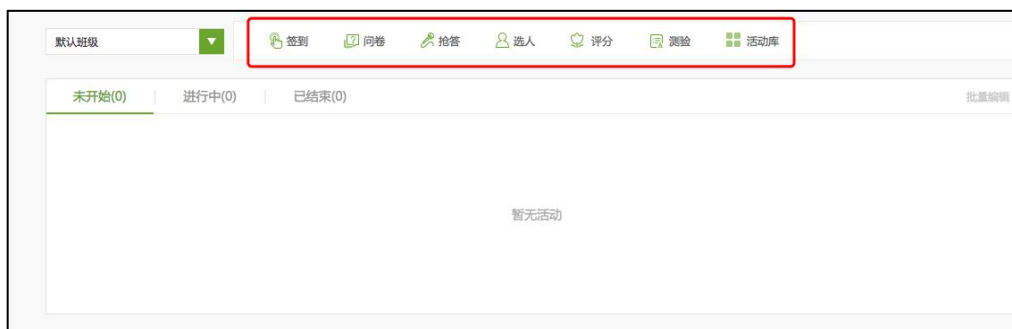 默认班级 签到 问卷 抢答 选人 评分 测验 活动库
未开始(0) 进行中(0) 已结束(0) 批量编辑
暂无活动